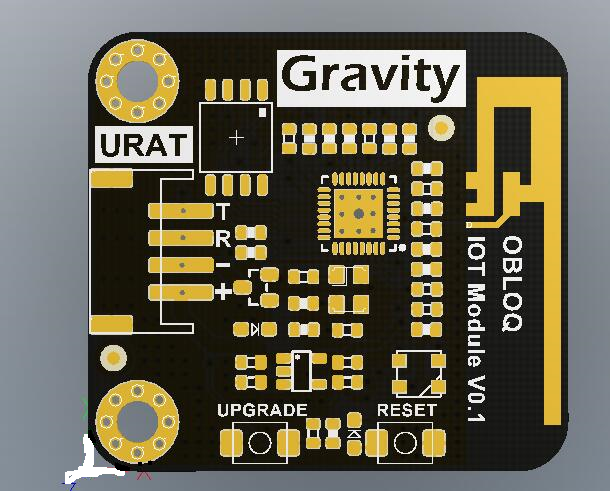 Gravity
URAT
T
R
-
+
OBLOQ
IOT Module V0.1
UPGRADE
RESET